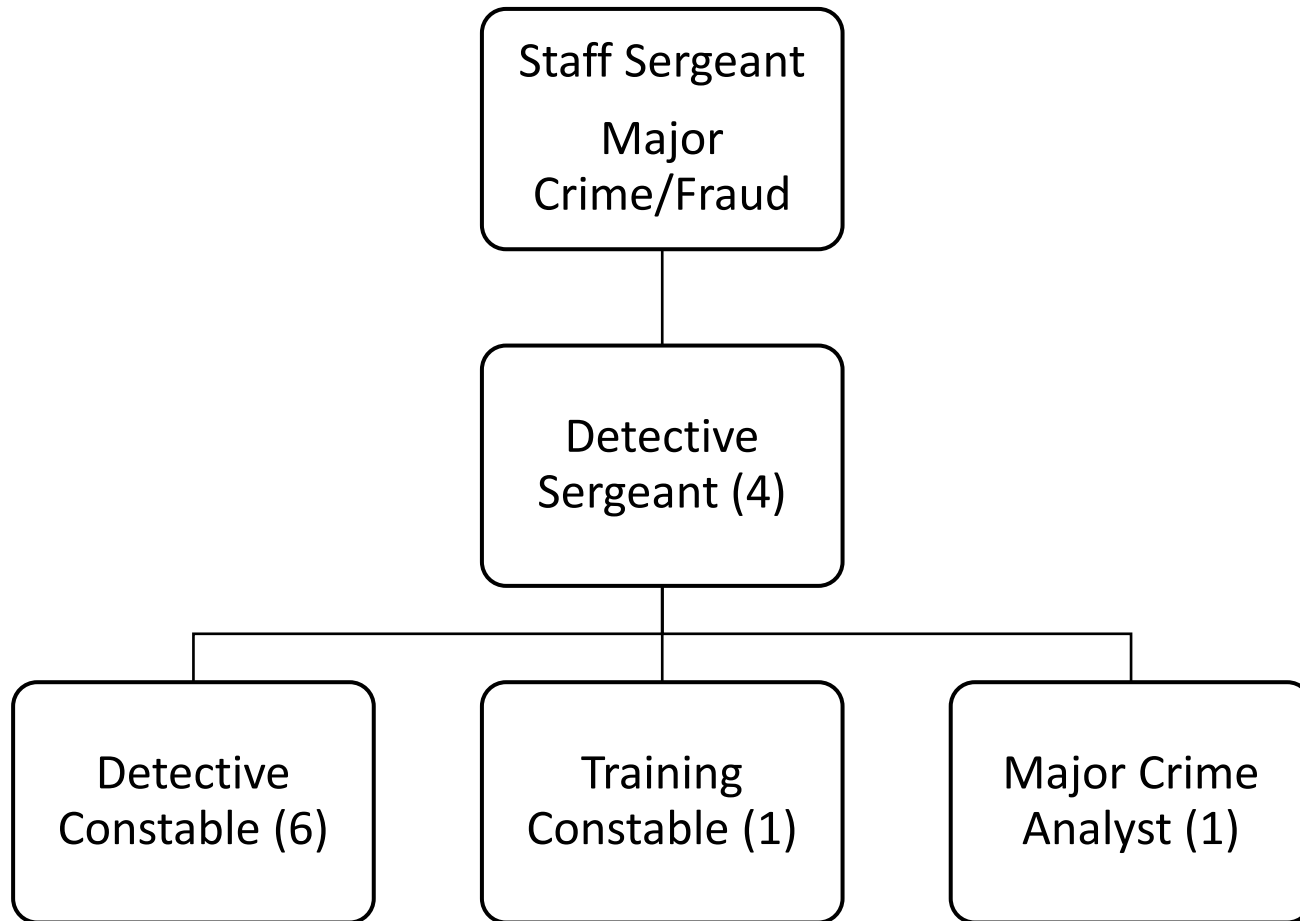 Staff Sergeant
Major
Crime/Fraud
Detective
Sergeant (4)
Detective
Constable (6)
Training
Constable (1)
Major Crime
Analyst (1)